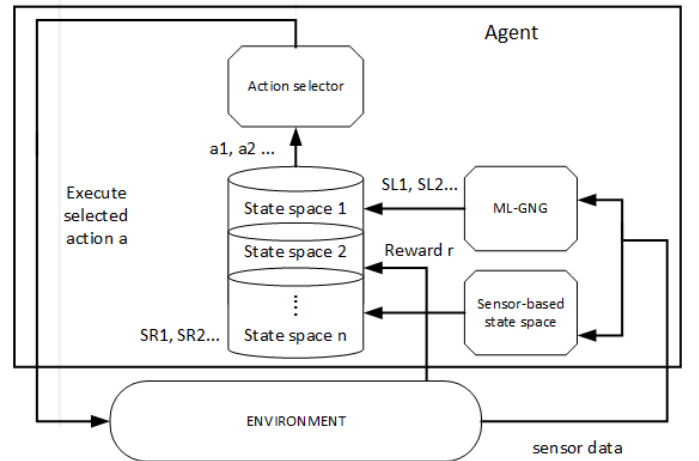 Agent
Action selector
a1, a2 ...
Execute
selected
action a
SL1, SL2...
State space 1
ML-GNG
State space 2
Reward r
Sensor-based
state space
SR1, SR2...
State space n
ENVIRONMENT
sensor data